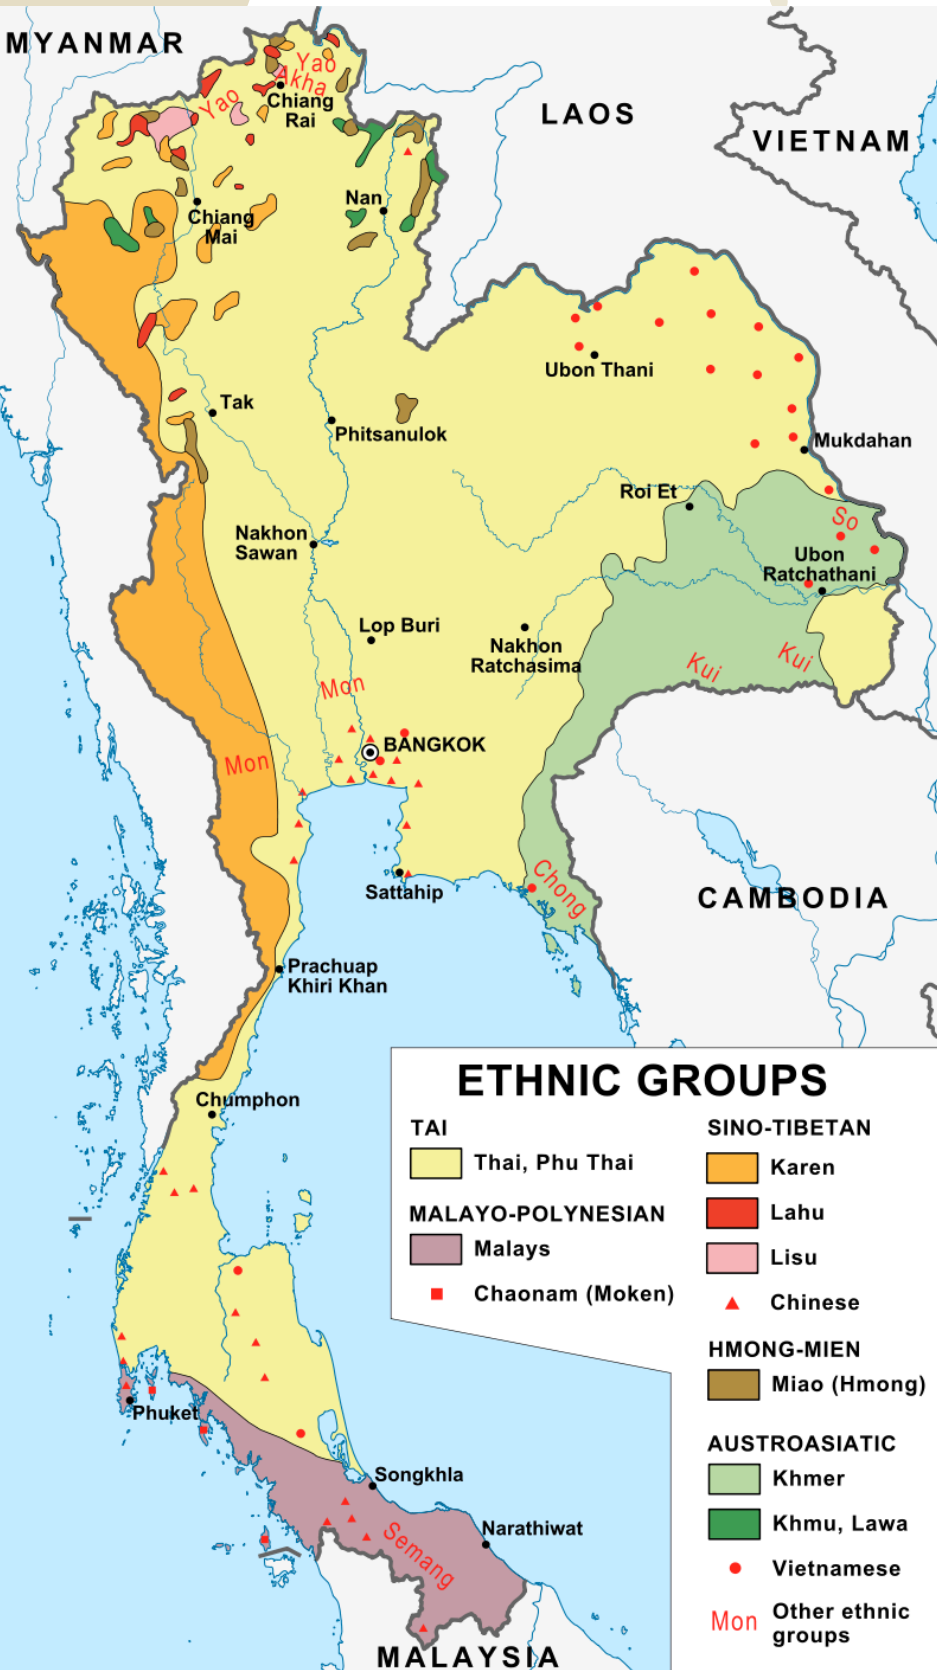 MYANMAR
LAOS
VIETNAM
Yao
Akha
Yao
Chiang
Rai
Nan
Chiang
Mai
Ubon Thani
Tak
Phitsanulok
Mukdahan
Roi Et
So
Nakhon
Sawan
Ubon
Ratchathani
Lop Buri
Nakhon
Ratchasima
Kui
Kui
Mon
BANGKOK
Mon
Chong
Sattahip
CAMBODIA
Prachuap
Khiri Khan
Chumphon
Phuket
Songkhla
Narathiwat
Semang
MALAYSIA
ETHNIC GROUPS
TAI
Thai, Phu Thai
MALAYO-POLYNESIAN
Malays
Chaonam (Moken)
SINO-TIBETAN
Karen
Lahu
Lisu
Chinese
HMONG-MIEN
Miao (Hmong)
AUSTROASIATIC
Khmer
Khmu, Lawa
Vietnamese
Mon
Other ethnic
groups